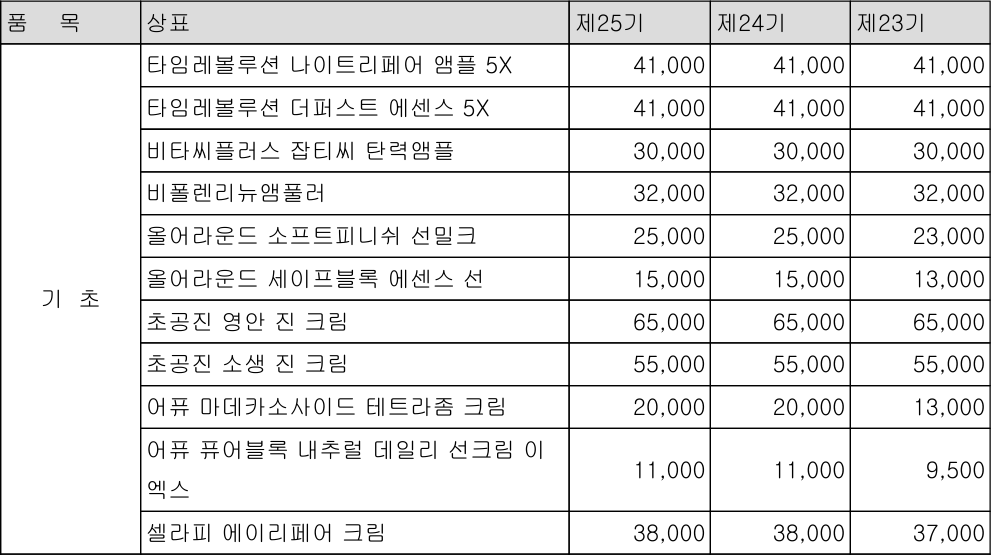 품 목 상표 제25기 제24기 제23기
타임레볼루션 나이트리페어 앰플 5X 41,000 41,000 41,000
타임레볼루션 더퍼스트 에센스 5X 41,000 41,000 41,000
비타씨플러스 잡티씨 탄력앰플 30,000 30,000 30,000
비폴렌리뉴앰풀러 32,000 32,000 32,000
올어라운드 소프트피니쉬 선밀크 25,000 25,000 23,000
올어라운드 세이프블록 에센스 선 15,000 15,000 13,000
기 초
초공진 영안 진 크림 65,000 65,000 65,000
초공진 소생 진 크림 55,000 55,000 55,000
어퓨 마데카소사이드 테트라좀 크림 20,000 20,000 13,000
어퓨 퓨어블록 내추럴 데일리 선크림 이
엑스 11,000 11,000 9,500
셀라피 에이리페어 크림 38,000 38,000 37,000